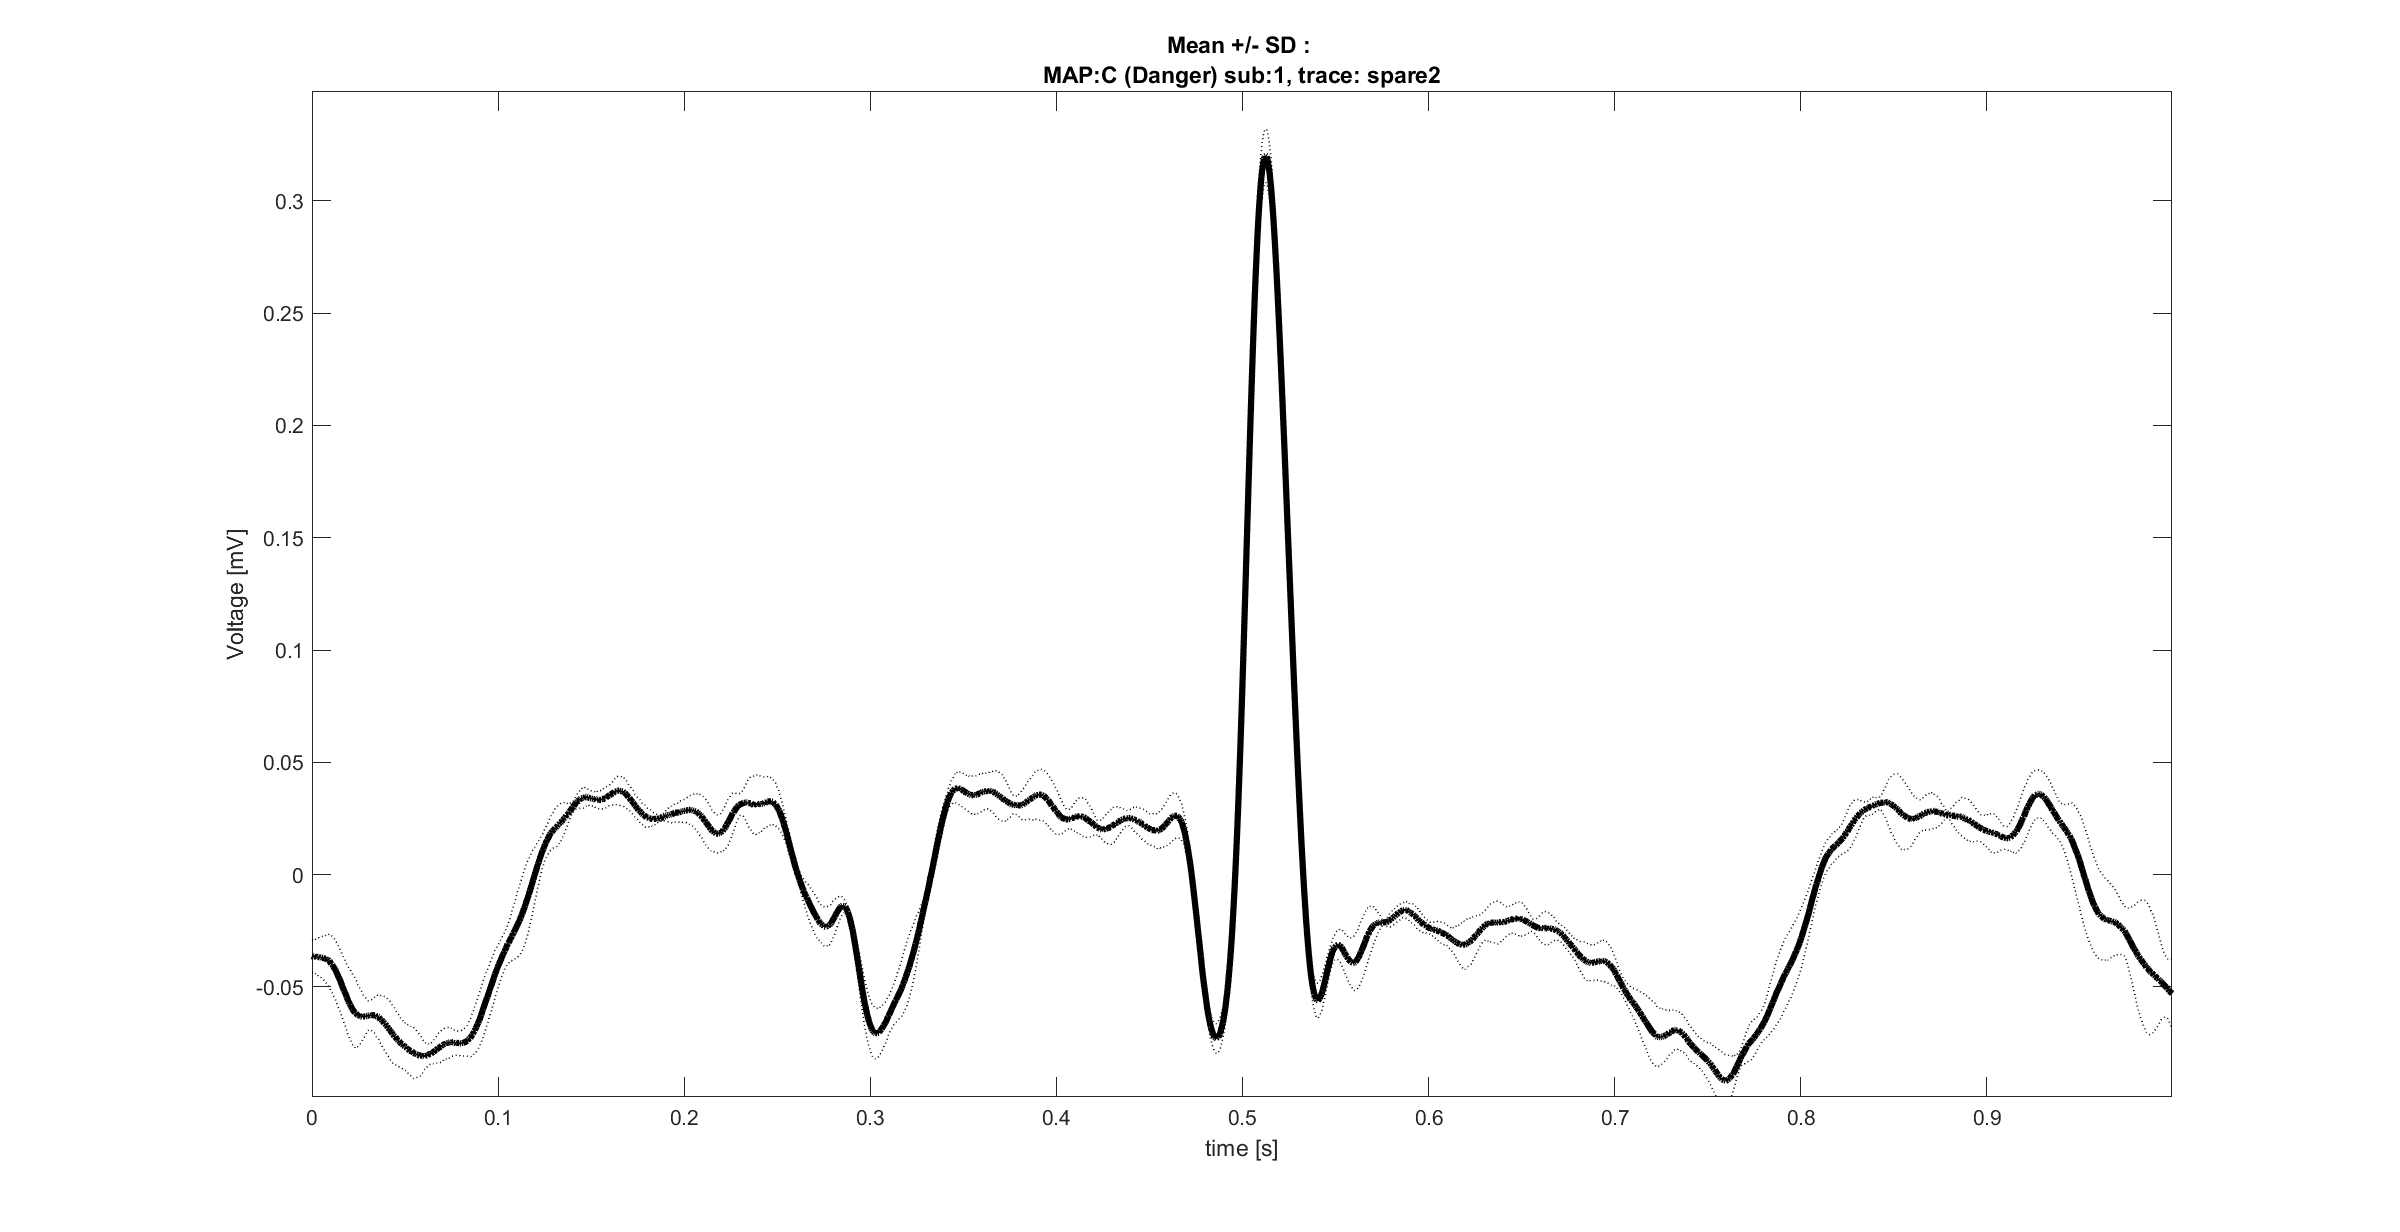 Mean +/- SD :
MAP:C (Danger) sub:1, trace: spare2
0.3
0.25
0.2
0.15
0.1
0.05
0
-0.05
Voltage [mV]
0 0.1 0.2 0.3 0.4 0.5 0.6 0.7 0.8 0.9
time [s]